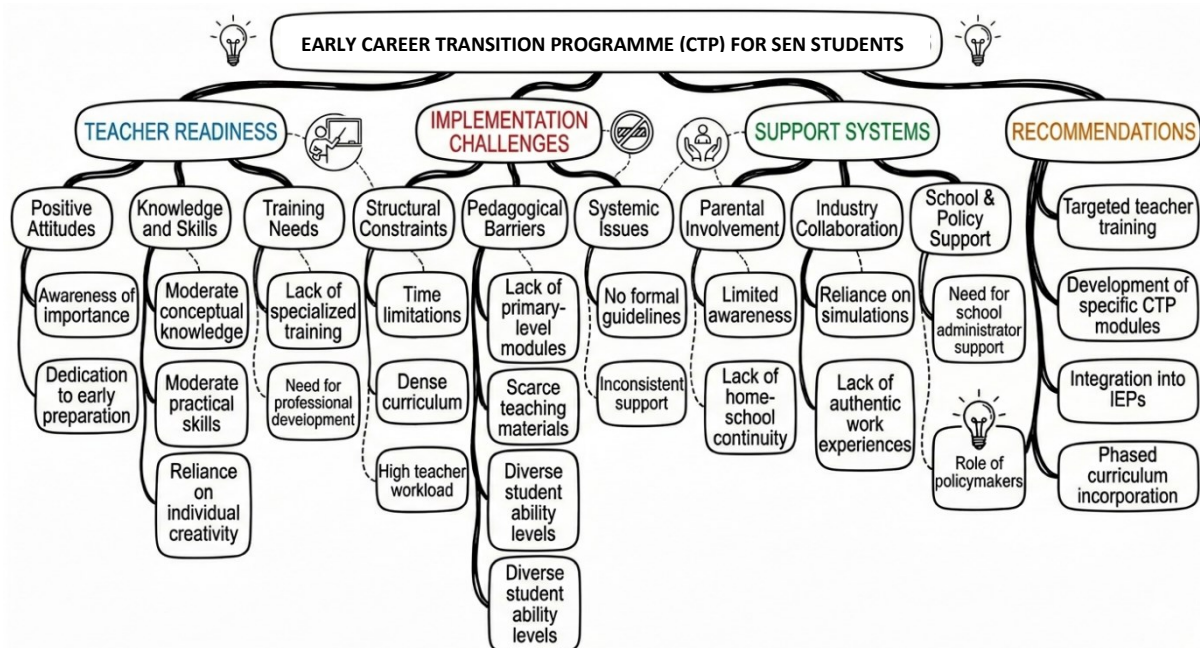 EARLY CAREER TRANSITION PROGRAMME (CTP) FOR SEN STUDENTS
TEACHER READINESS
IMPLEMENTATION
CHALLENGES
SUPPORT SYSTEMS
RECOMMENDATIONS
Positive
Attitudes
Knowledge
and Skills
Training
Needs
Structural
Constraints
Pedagogical
Barriers
Systemic
Issues
Parental
Involvement
Industry
Collaboration
School &
Policy
Support
Awareness of
importance
Dedication
to early
preparation
Moderate
conceptual
knowledge
Moderate
practical
skills
Reliance
on
individual
creativity
Lack of
specialized
training
Need for
professional
development
Time
limitations
Dense
curriculum
High teacher
workload
Lack of
primary-
level
modules
Scarce
teaching
materials
Diverse
student
ability
levels
Diverse
student
ability
levels
No formal
guidelines
Inconsistent
support
Limited
awareness
Lack of
home-
school
continuity
Reliance on
simulations
Lack of
authentic
work
experiences
Need for
school
administrator
support
Role of
policymakers
Targeted teacher
training
Development of
specific CTP
modules
Integration into
IEPs
Phased
curriculum
incorporation